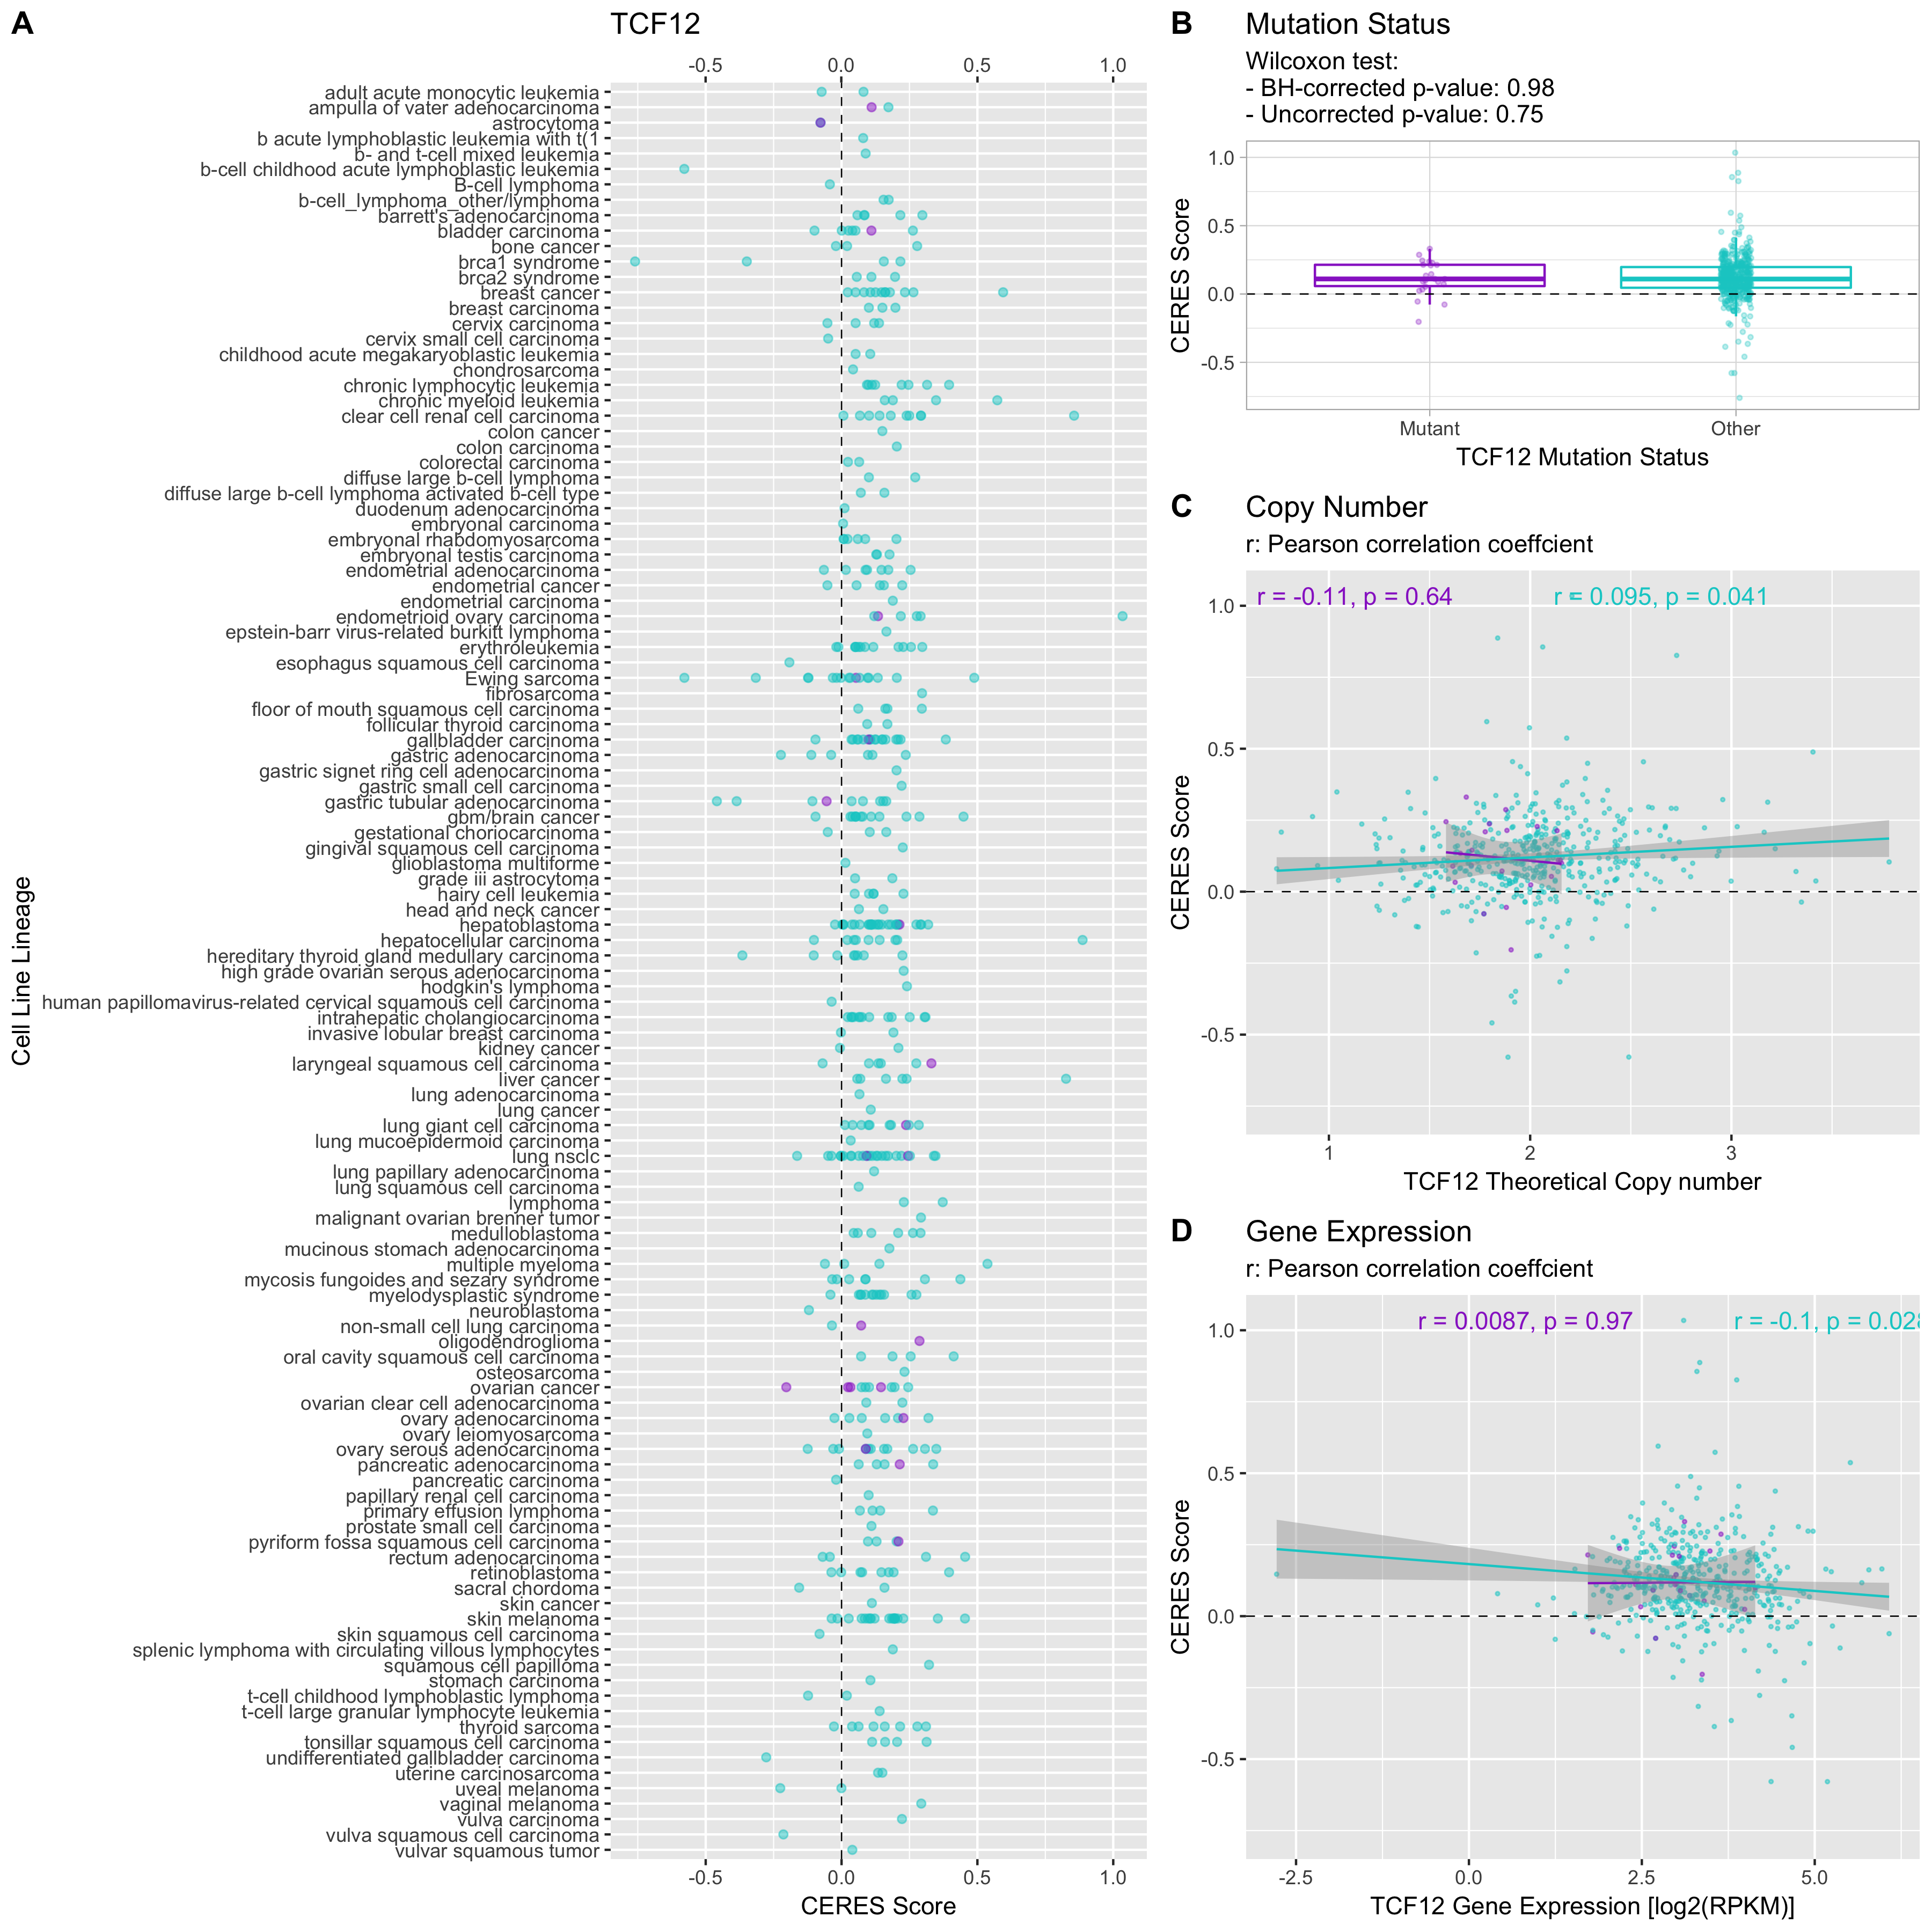 A
TCF12
-0.5 0.0 0.5 1.0
adult acute monocytic leukemia
ampulla of vater adenocarcinoma
astrocytoma
b acute lymphoblastic leukemia with t(1
b- and t-cell mixed leukemia
b-cell childhood acute lymphoblastic leukemia
B-cell lymphoma
b-cell_lymphoma_other/lymphoma
barrett's adenocarcinoma
bladder carcinoma
bone cancer
brca1 syndrome
brca2 syndrome
breast cancer
breast carcinoma
cervix carcinoma
cervix small cell carcinoma
childhood acute megakaryoblastic leukemia
chondrosarcoma
chronic lymphocytic leukemia
chronic myeloid leukemia
clear cell renal cell carcinoma
colon cancer
colon carcinoma
colorectal carcinoma
diffuse large b-cell lymphoma
diffuse large b-cell lymphoma activated b-cell type
duodenum adenocarcinoma
embryonal carcinoma
embryonal rhabdomyosarcoma
embryonal testis carcinoma
endometrial adenocarcinoma
endometrial cancer
endometrial carcinoma
endometrioid ovary carcinoma
epstein-barr virus-related burkitt lymphoma
erythroleukemia
esophagus squamous cell carcinoma
Ewing sarcoma
fibrosarcoma
floor of mouth squamous cell carcinoma
follicular thyroid carcinoma
gallbladder carcinoma
gastric adenocarcinoma
gastric signet ring cell adenocarcinoma
gastric small cell carcinoma
gastric tubular adenocarcinoma
gbm/brain cancer
gestational choriocarcinoma
gingival squamous cell carcinoma
glioblastoma multiforme
grade iii astrocytoma
hairy cell leukemia
head and neck cancer
hepatoblastoma
hepatocellular carcinoma
hereditary thyroid gland medullary carcinoma
high grade ovarian serous adenocarcinoma
hodgkin's lymphoma
human papillomavirus-related cervical squamous cell carcinoma
intrahepatic cholangiocarcinoma
invasive lobular breast carcinoma
kidney cancer
laryngeal squamous cell carcinoma
liver cancer
lung adenocarcinoma
lung cancer
lung giant cell carcinoma
lung mucoepidermoid carcinoma
lung nsclc
lung papillary adenocarcinoma
lung squamous cell carcinoma
lymphoma
malignant ovarian brenner tumor
medulloblastoma
mucinous stomach adenocarcinoma
multiple myeloma
mycosis fungoides and sezary syndrome
myelodysplastic syndrome
neuroblastoma
non-small cell lung carcinoma
oligodendroglioma
oral cavity squamous cell carcinoma
osteosarcoma
ovarian cancer
ovarian clear cell adenocarcinoma
ovary adenocarcinoma
ovary leiomyosarcoma
ovary serous adenocarcinoma
pancreatic adenocarcinoma
pancreatic carcinoma
papillary renal cell carcinoma
primary effusion lymphoma
prostate small cell carcinoma
pyriform fossa squamous cell carcinoma
rectum adenocarcinoma
retinoblastoma
sacral chordoma
skin cancer
skin melanoma
skin squamous cell carcinoma
splenic lymphoma with circulating villous lymphocytes
squamous cell papilloma
stomach carcinoma
t-cell childhood lymphoblastic lymphoma
t-cell large granular lymphocyte leukemia
thyroid sarcoma
tonsillar squamous cell carcinoma
undifferentiated gallbladder carcinoma
uterine carcinosarcoma
uveal melanoma
vaginal melanoma
vulva carcinoma
vulva squamous cell carcinoma
vulvar squamous tumor
-0.5 0.0 0.5 1.0
CERES Score
Cell Line Lineage
B
Mutation Status
Wilcoxon test:
- BH-corrected p-value: 0.98
- Uncorrected p-value: 0.75
1.0
0.5
0.0
-0.5
CERES Score
Mutant Other
TCF12 Mutation Status
C
Copy Number
r: Pearson correlation coeffcient
r = -0.11, p = 0.64 r = 0.095, p = 0.041
1.0
0.5
0.0
-0.5
CERES Score
1 2 3
TCF12 Theoretical Copy number
D
Gene Expression
r: Pearson correlation coeffcient
r = 0.0087, p = 0.97 r = -0.1, p = 0.028
1.0
0.5
0.0
-0.5
CERES Score
-2.5 0.0 2.5 5.0
TCF12 Gene Expression [log2(RPKM)]